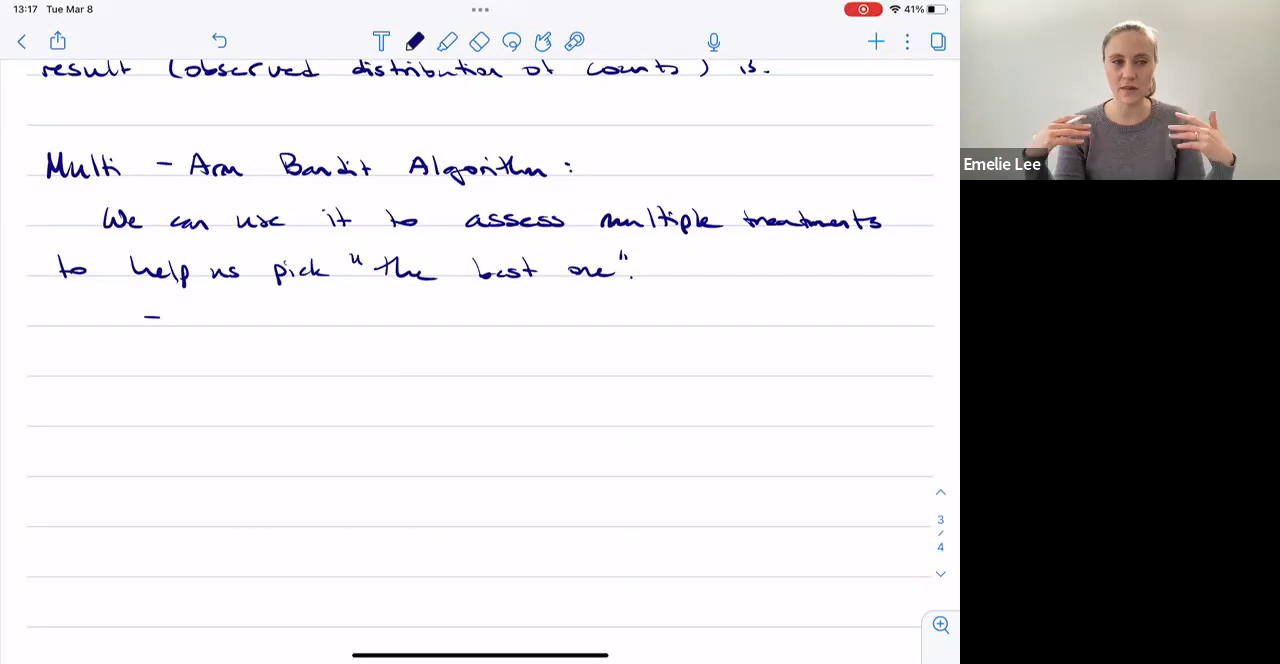 13:17 Tue Mar 8
41%
result (observed distribution of counts) is.
Multi - Arm Bandit Algorithm :
We can use it to assess multiple treatments
to help us pick "the best one".
-
Emelie Lee
3
/
4